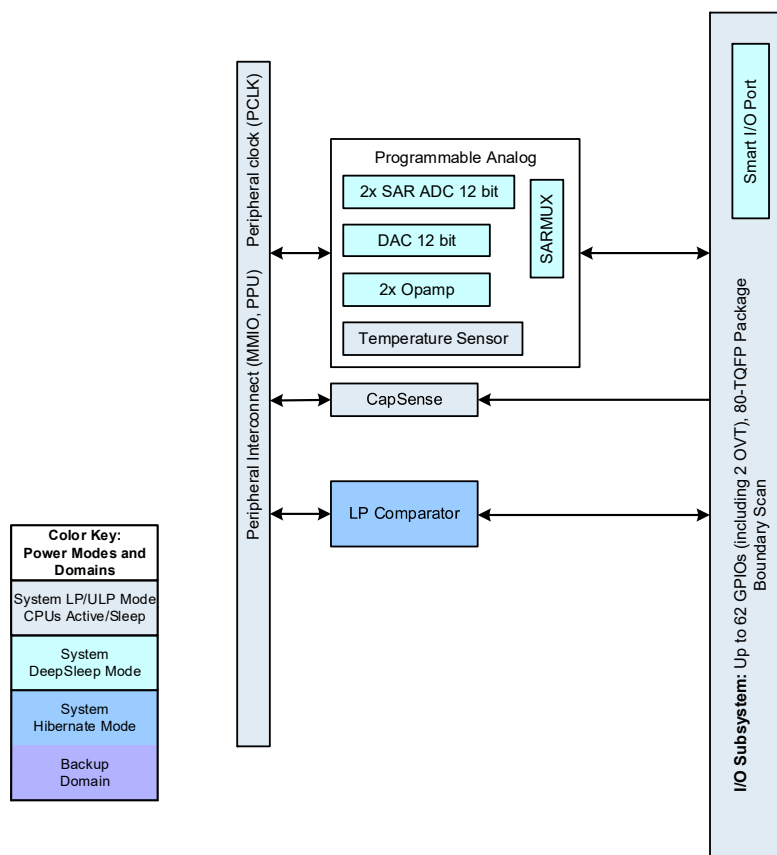 Peripheral Interconnect (MMIO, PPU)    Peripheral clock (PCLK)
Programmable Analog
2x SAR ADC 12 bit
DAC 12 bit
2x Opamp
Temperature Sensor
SARMUX
CapSense
LP Comparator
Smart I/O Port
I/O Subsystem: Up to 62 GPIOs (including 2 OVT), 80-TQFP Package
Boundary Scan
Color Key:
Power Modes and
Domains
System LP/ULP Mode
CPUs Active/Sleep
System
DeepSleep Mode
System
Hibernate Mode
Backup
Domain